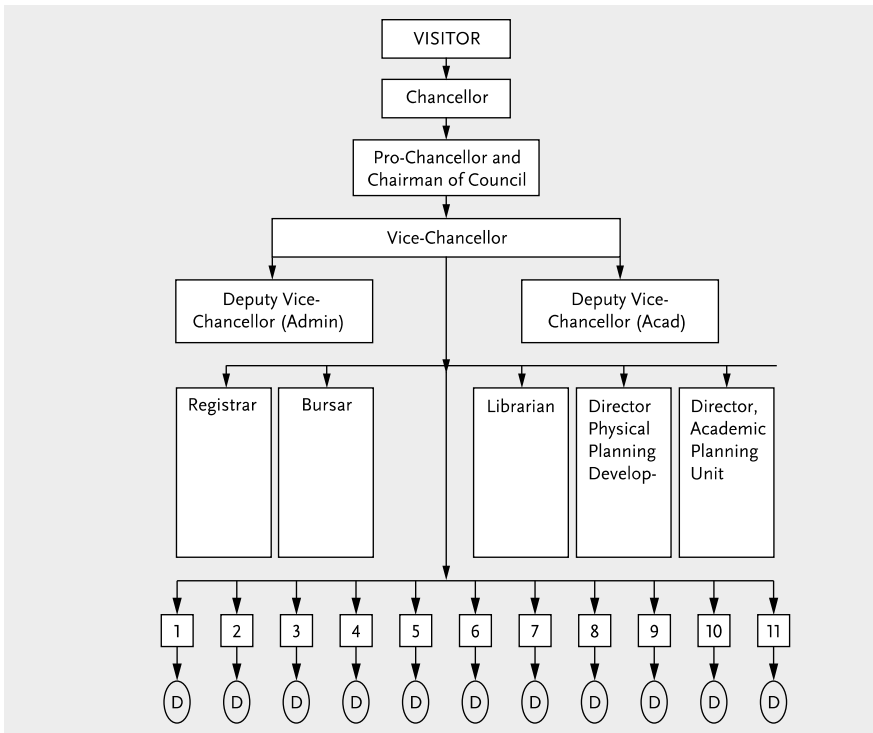 VISITOR
Chancellor
Pro-Chancellor and
Chairman of Council
Vice-Chancellor
Deputy Vice-
Chancellor (Admin)
Deputy Vice-
Chancellor (Acad)
Registrar
Bursar
Librarian
Director
Physical
Planning
Develop-
Director,
Academic
Planning
Unit
1 2 3 4 5 6 7 8 9 10 11
D D D D D D D D D D D